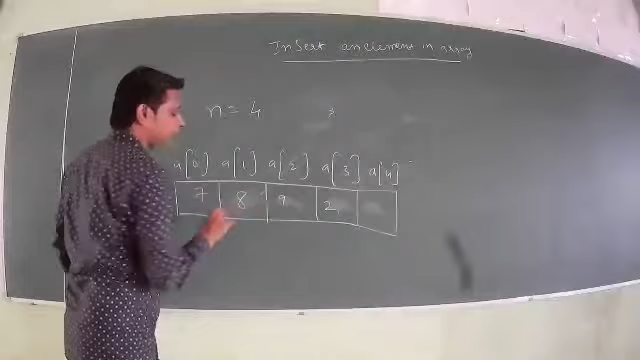 Insert an element in array
n = 4
a[0] a[1] a[2] a[3] a[4]
7 8 9 2